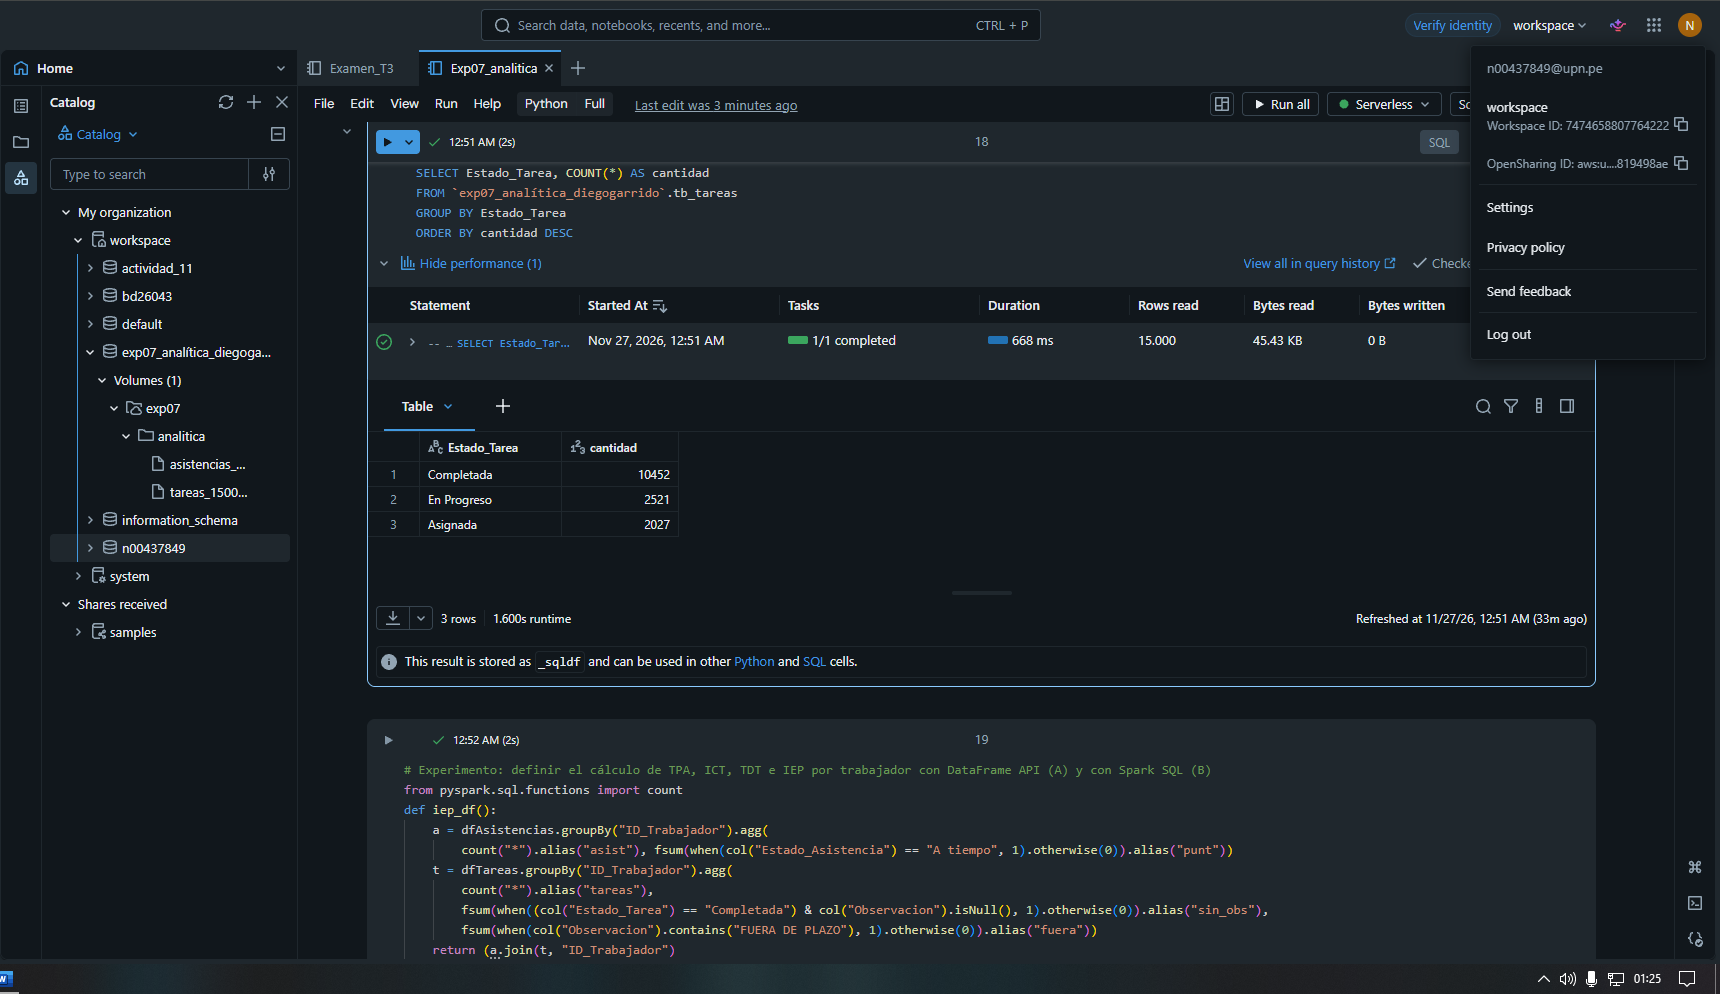 Search data, notebooks, recents, and more...
CTRL + P
Verify identity
workspace
N
Home
Examen_T3
Exp07_analitica
Catalog
File
Edit
View
Run
Help
Python
Full
Last edit was 3 minutes ago
Run all
Serverless
Sc
n00437849@upn.pe
workspace
Workspace ID: 7474658807764222
OpenSharing ID: aws:u....819498ae
Settings
Privacy policy
Send feedback
Log out
Catalog
Type to search
My organization
workspace
actividad_11
bd26043
default
exp07_analítica_diegoga...
Volumes (1)
exp07
analitica
asistencias_...
tareas_1500...
information_schema
n00437849
system
Shares received
samples
12:51 AM (2s)
18
SQL
SELECT Estado_Tarea, COUNT(*) AS cantidad
FROM `exp07_analítica_diegogarrido`.tb_tareas
GROUP BY Estado_Tarea
ORDER BY cantidad DESC
Hide performance (1)
View all in query history
Checke
Statement
Started At
Tasks
Duration
Rows read
Bytes read
Bytes written
-- … SELECT Estado_Tar...
Nov 27, 2026, 12:51 AM
1/1 completed
668 ms
15.000
45.43 KB
0 B
Table
Estado_Tarea
cantidad
1 Completada 10452
2 En Progreso 2521
3 Asignada 2027
3 rows
1.600s runtime
Refreshed at 11/27/26, 12:51 AM (33m ago)
This result is stored as _sqldf and can be used in other Python and SQL cells.
12:52 AM (2s)
19
# Experimento: definir el cálculo de TPA, ICT, TDT e IEP por trabajador con DataFrame API (A) y con Spark SQL (B)
from pyspark.sql.functions import count
def iep_df():
a = dfAsistencias.groupBy("ID_Trabajador").agg(
count("*").alias("asist"), fsum(when(col("Estado_Asistencia") == "A tiempo", 1).otherwise(0)).alias("punt"))
t = dfTareas.groupBy("ID_Trabajador").agg(
count("*").alias("tareas"),
fsum(when((col("Estado_Tarea") == "Completada") & col("Observacion").isNull(), 1).otherwise(0)).alias("sin_obs"),
fsum(when(col("Observacion").contains("FUERA DE PLAZO"), 1).otherwise(0)).alias("fuera"))
return (a.join(t, "ID_Trabajador")
01:25